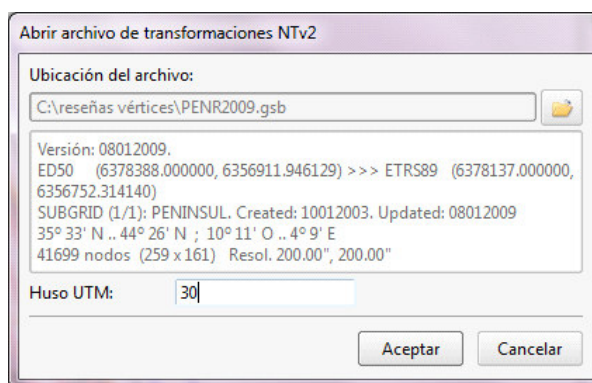 Abrir archivo de transformaciones NTv2
Ubicación del archivo:
C:\reseñas vértices\PENR2009.gsb
Versión: 08012009.
ED50 (6378388.000000, 6356911.946129) >>> ETRS89 (6378137.000000,
6356752.314140)
SUBGRID (1/1): PENINSUL. Created: 10012003. Updated: 08012009
35º 33' N .. 44º 26' N ; 10º 11' O .. 4º 9' E
41699 nodos (259 x 161) Resol. 200.00", 200.00"
Huso UTM: 30
Aceptar Cancelar